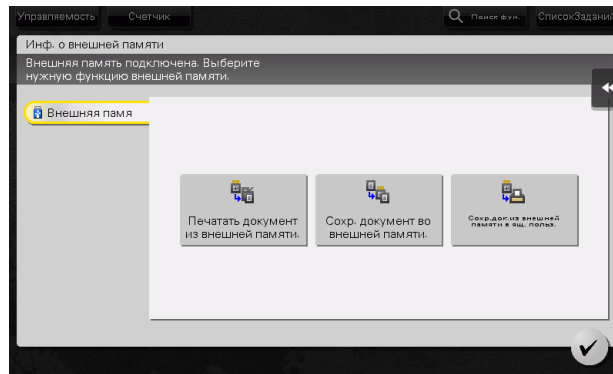 Управляемость
Счетчик
Поиск фун.
СписокЗаданий
Инф. о внешней памяти
Внешняя память подключена. Выберите
нужную функцию внешней памяти.
Внешняя памя
Печатать документ
из внешней памяти.
Сохр. документ во
внешней памяти.
Сохр.док.из внешней
памяти в ящ. польз.